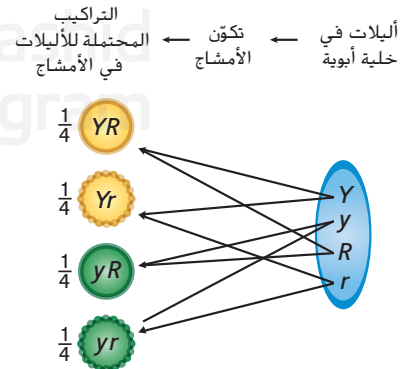 أليلات في خلية أبوية ← تكوّن الأمشاج ← التراكيب المحتملة للأليلات في الأمشاج
1/4 YR
1/4 Yr
1/4 yR
1/4 yr
Y
y
R
r